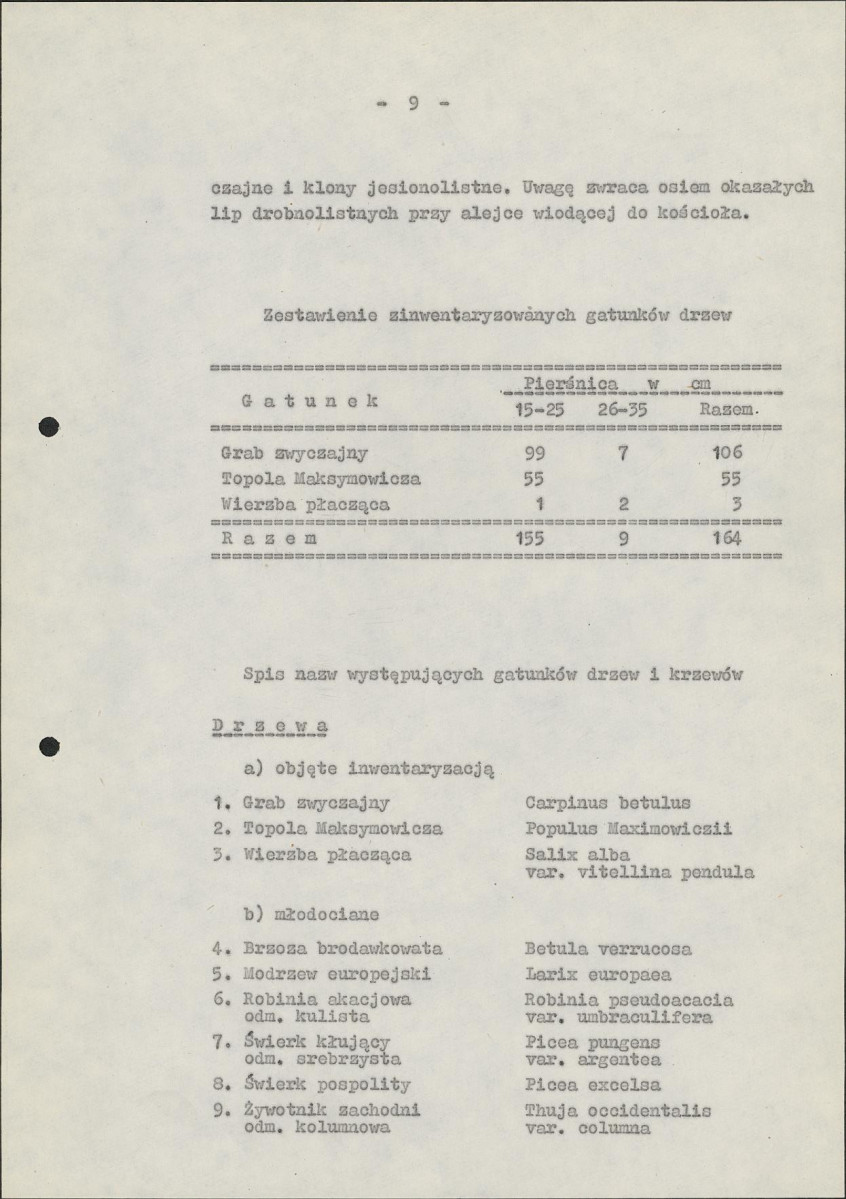 - 9 -
czajne i klony jesionolistne. Uwagę zwraca osiem okazałych
lip drobnolistnych przy alejce wiodącej do kościoła.
Zestawienie zinwentaryzowanych gatunków drzew
Pierśnica w cm
G a t u n e k
15-25 26-35 Razem.
Grab zwyczajny 99 7 106
Topola Maksymowicza 55 55
Wierzba płacząca 1 2 3
R a z e m 155 9 164
Spis nazw występujących gatunków drzew i krzewów
D r z e w a
a) objęte inwentaryzacją
1. Grab zwyczajny Carpinus betulus
2. Topola Maksymowicza Populus Maximowiczii
3. Wierzba płacząca Salix alba
var. vitellina pendula
b) młodociane
4. Brzoza brodawkowata Betula verrucosa
5. Modrzew europejski Larix europaea
6. Robinia akacjowa Robinia pseudoacacia
odm. kulista var. umbraculifera
7. Świerk kłujący Picea pungens
odm. srebrzysta var. argentea
8. Świerk pospolity Picea excelsa
9. Żywotnik zachodni Thuja occidentalis
odm. kolumnowa var. columna